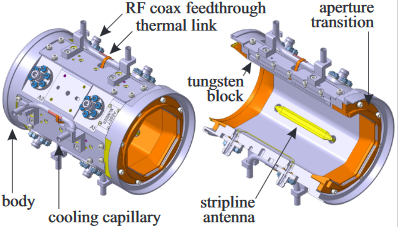 RF coax feedthrough
thermal link
aperture
transition
tungsten
block
body
cooling capillary
stripline
antenna